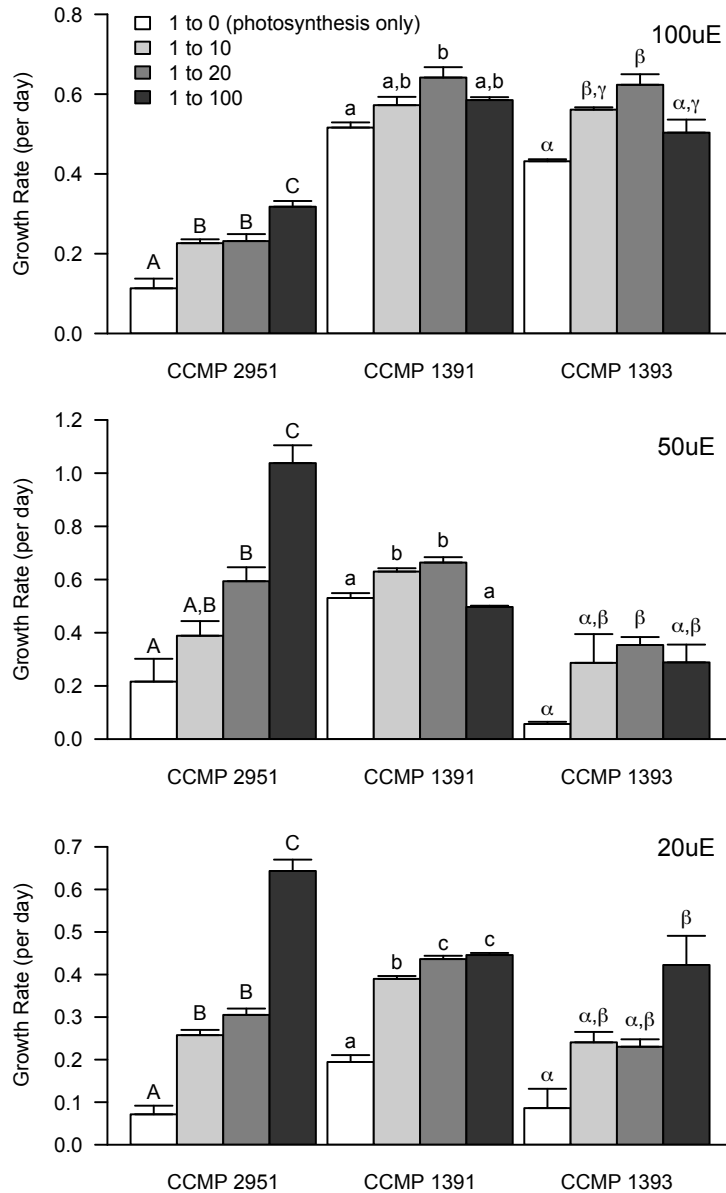 1 to 0 (photosynthesis only)
1 to 10
1 to 20
1 to 100
100uE
Growth Rate (per day)
0.8
0.6
0.4
0.2
0.0
A
B
B
C
a
a,b
b
a,b
α
β,γ
β
α,γ
CCMP 2951
CCMP 1391
CCMP 1393
50uE
Growth Rate (per day)
1.2
1.0
0.8
0.6
0.4
0.2
0.0
A
A,B
B
C
a
b
b
a
α
α,β
β
α,β
CCMP 2951
CCMP 1391
CCMP 1393
20uE
Growth Rate (per day)
0.7
0.6
0.5
0.4
0.3
0.2
0.1
0.0
A
B
B
C
a
b
c
c
α
α,β
α,β
β
CCMP 2951
CCMP 1391
CCMP 1393